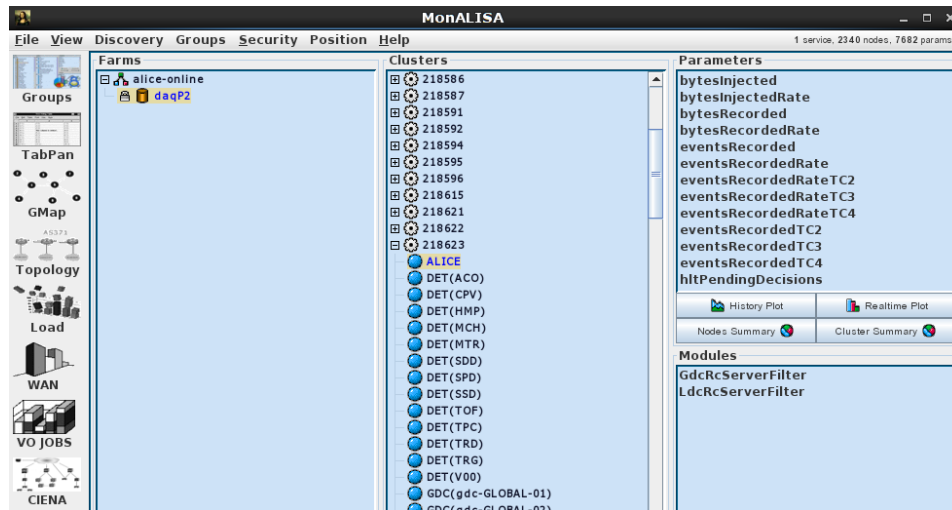 MonALISA
File View Discovery Groups Security Position Help
1 service, 2340 nodes, 7682 params
Groups
TabPan
GMap
AS373
Topology
Load
WAN
VO JOBS
CIENA
Farms
alice-online
daqP2
Clusters
218586
218587
218591
218592
218594
218595
218596
218615
218621
218622
218623
ALICE
DET(ACO)
DET(CPV)
DET(HMP)
DET(MCH)
DET(MTR)
DET(SDD)
DET(SPD)
DET(SSD)
DET(TOF)
DET(TPC)
DET(TRD)
DET(TRG)
DET(V00)
GDC(gdc-GLOBAL-01)
GDC(gdc-GLOBAL-02)
Parameters
bytesInjected
bytesInjectedRate
bytesRecorded
bytesRecordedRate
eventsRecorded
eventsRecordedRate
eventsRecordedRateTC2
eventsRecordedRateTC3
eventsRecordedRateTC4
eventsRecordedTC2
eventsRecordedTC3
eventsRecordedTC4
hltPendingDecisions
History Plot
Realtime Plot
Nodes Summary
Cluster Summary
Modules
GdcRcServerFilter
LdcRcServerFilter